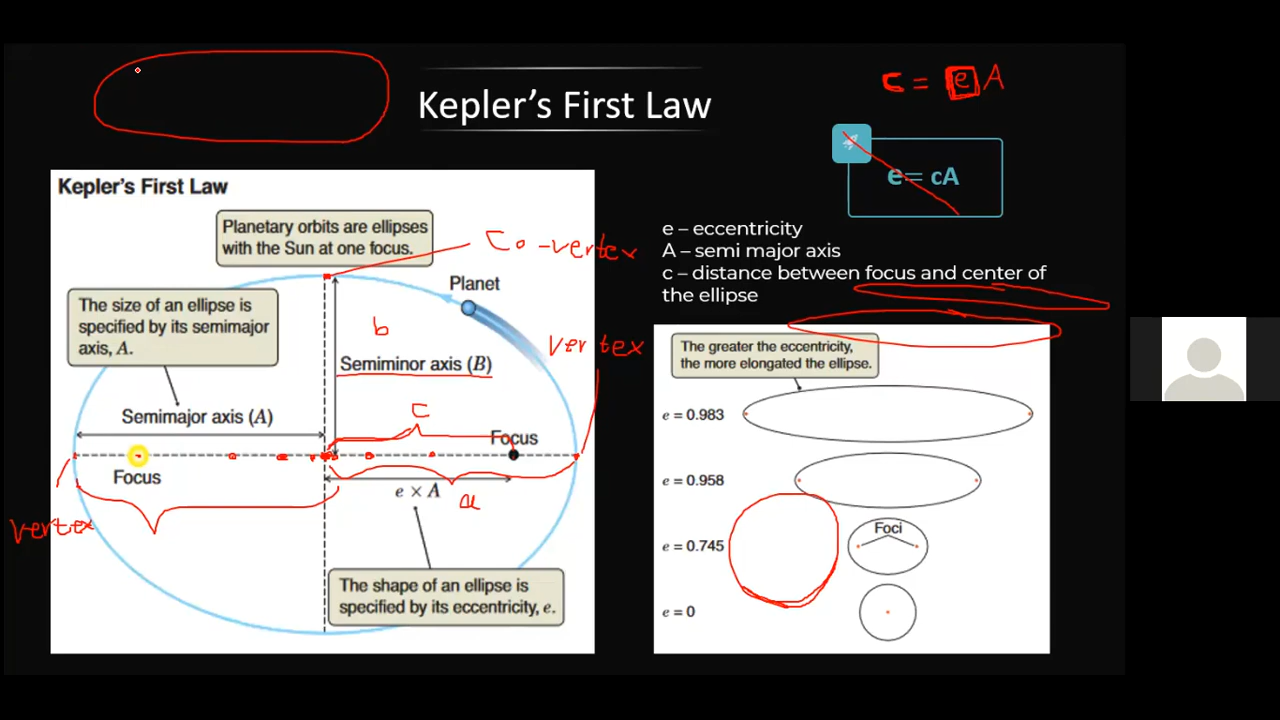 Kepler's First Law
c = e A
e= cA
e – eccentricity
A – semi major axis
c – distance between focus and center of
the ellipse
Kepler's First Law
Planetary orbits are ellipses
with the Sun at one focus.
Co-vertex
Planet
The size of an ellipse is
specified by its semimajor
axis, A.
b
vertex
Semiminor axis (B)
Semimajor axis (A)
c
Focus
Focus
e × A
a
vertex
The shape of an ellipse is
specified by its eccentricity, e.
The greater the eccentricity,
the more elongated the ellipse.
e = 0.983
e = 0.958
e = 0.745
Foci
e = 0